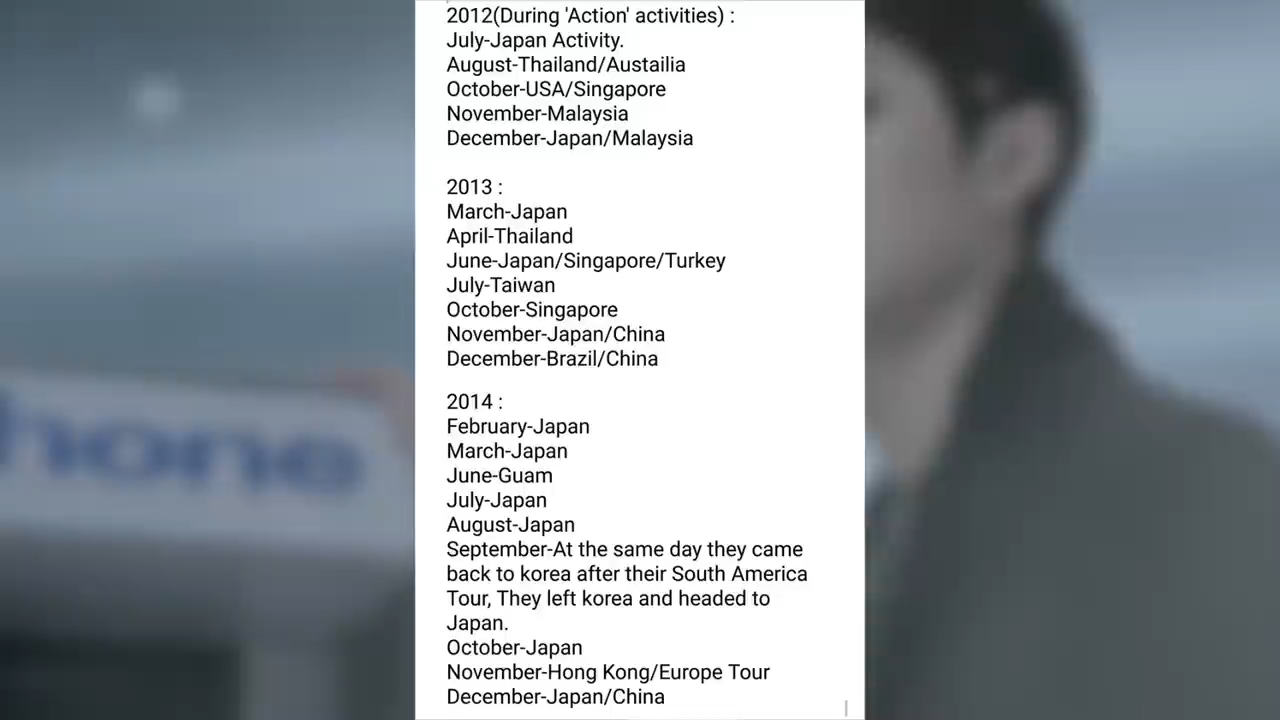 2012(During 'Action' activities) :
July-Japan Activity.
August-Thailand/Austailia
October-USA/Singapore
November-Malaysia
December-Japan/Malaysia
2013 :
March-Japan
April-Thailand
June-Japan/Singapore/Turkey
July-Taiwan
October-Singapore
November-Japan/China
December-Brazil/China
2014 :
February-Japan
March-Japan
June-Guam
July-Japan
August-Japan
September-At the same day they came
back to korea after their South America
Tour, They left korea and headed to
Japan.
October-Japan
November-Hong Kong/Europe Tour
December-Japan/China
hone